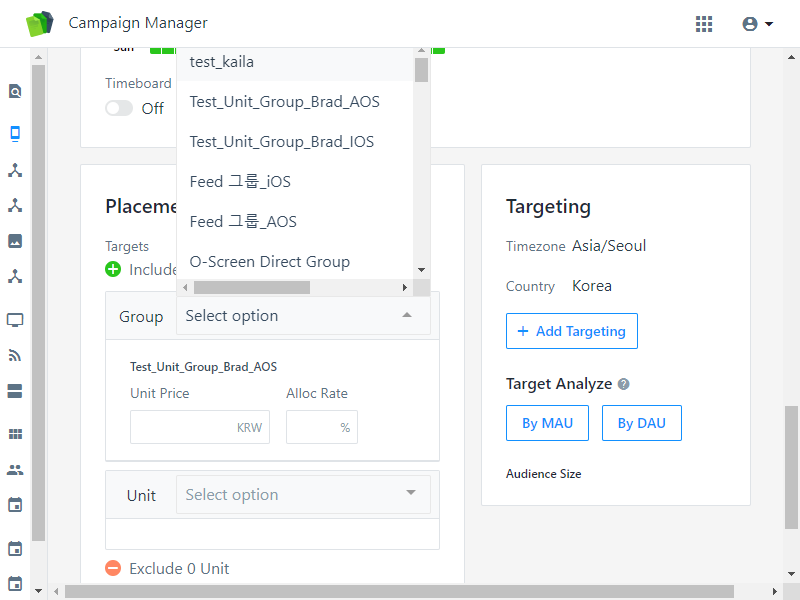 Campaign Manager
Sun
Timeboard
Off
test_kaila
Test_Unit_Group_Brad_AOS
Test_Unit_Group_Brad_IOS
Feed 그룹_iOS
Feed 그룹_AOS
O-Screen Direct Group
Placeme
Targets
Include
Group
Select option
Test_Unit_Group_Brad_AOS
Unit Price
Alloc Rate
KRW
%
Unit
Select option
Exclude 0 Unit
Targeting
Timezone Asia/Seoul
Country Korea
+ Add Targeting
Target Analyze ?
By MAU
By DAU
Audience Size